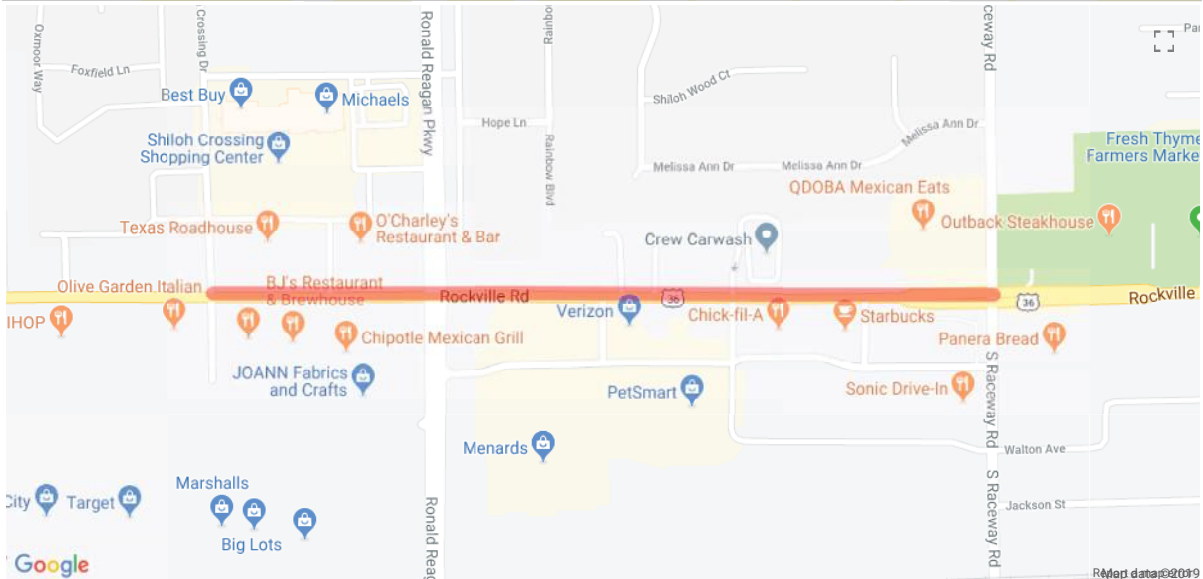 Oxmoor Way
Crossing Dr
Ronald Reagan Pkwy
ceway Rd
Foxfield Ln
Best Buy
Michaels
Shiloh Wood Ct
Hope Ln
Rainbow Blvd
Melissa Ann Dr
Shiloh Crossing
Shopping Center
Fresh Thyme
Farmers Marke
Melissa Ann Dr
Melissa Ann Dr
QDOBA Mexican Eats
Texas Roadhouse
O'Charley's
Restaurant & Bar
Outback Steakhouse
Crew Carwash
Olive Garden Italian
BJ's Restaurant
& Brewhouse
Rockville Rd
36
36
Rockville
IHOP
Verizon
Chick-fil-A
Starbucks
Chipotle Mexican Grill
Panera Bread
JOANN Fabrics
and Crafts
PetSmart
Sonic Drive-In
S Raceway Rd
Menards
Walton Ave
Marshalls
City
Target
Big Lots
Ronald Reag
S Raceway Rd
Jackson St
Google